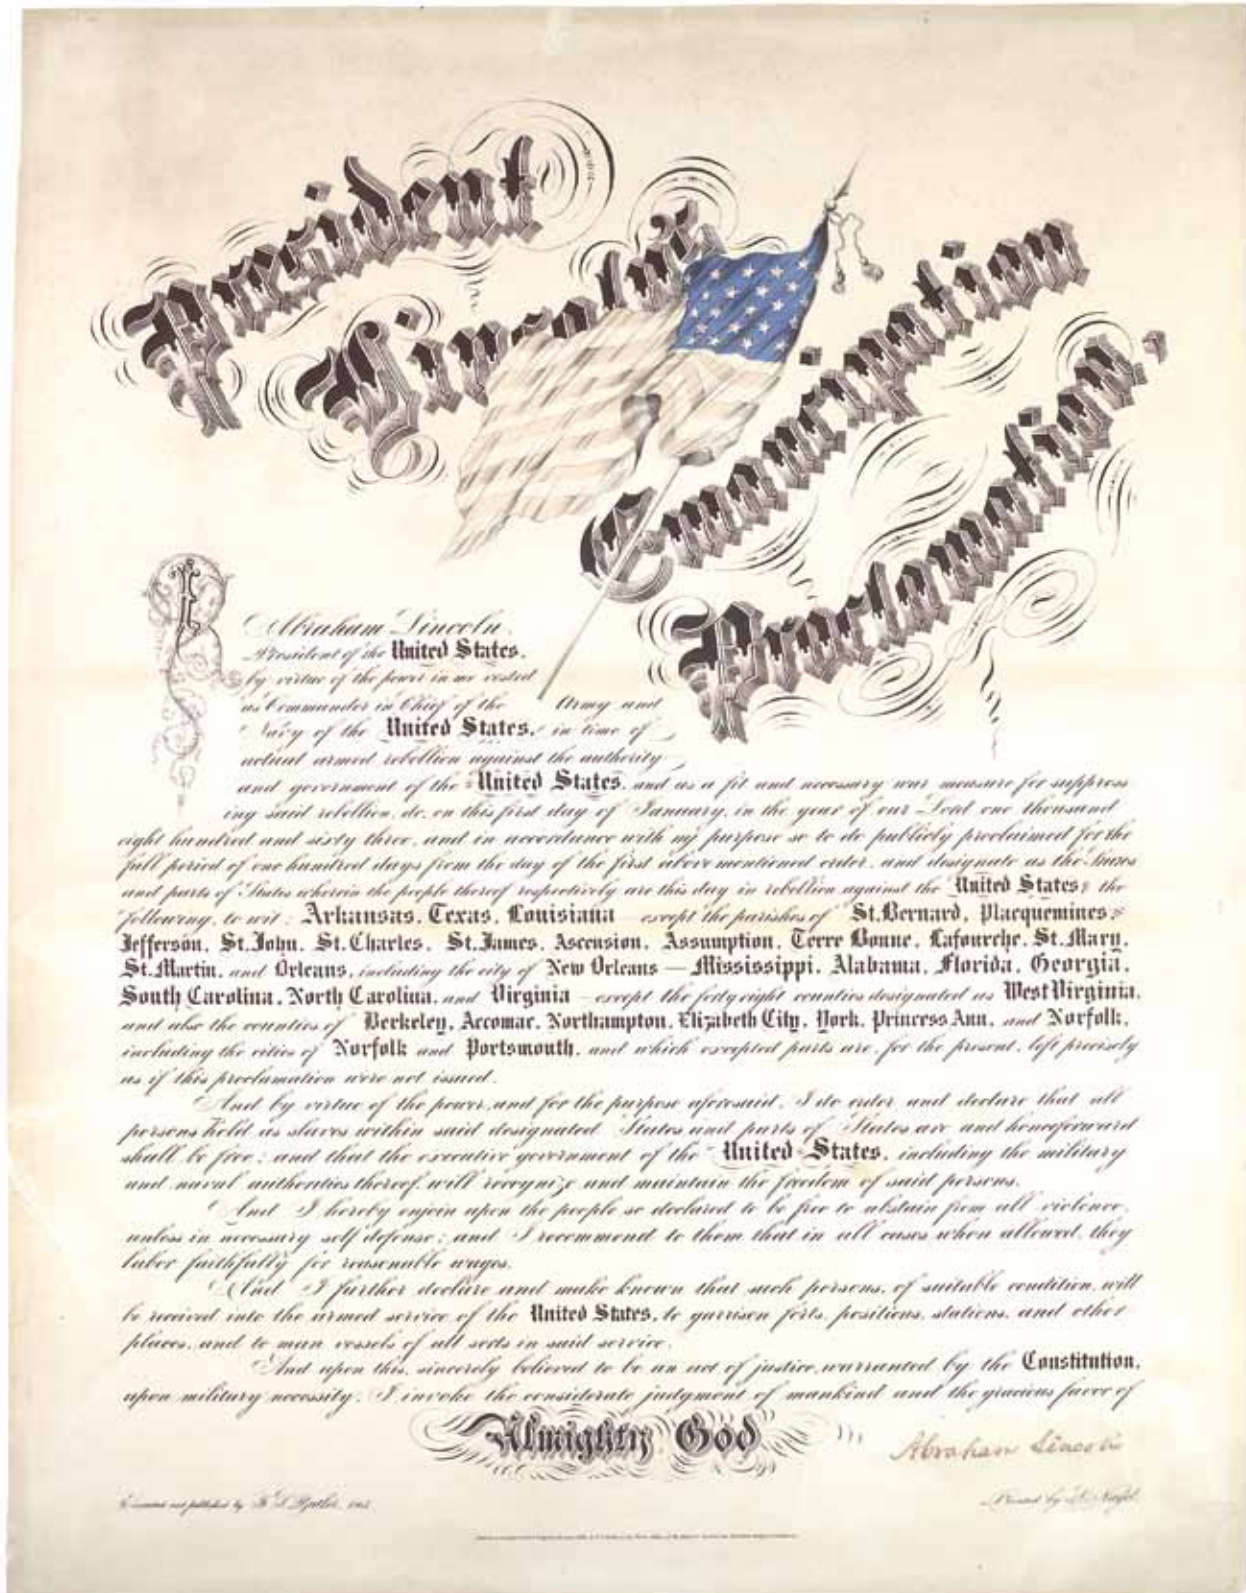 President
Lincoln's
Emancipation
Proclamation.
I
Abraham Lincoln,
President of the United States,
by virtue of the power in me vested
as Commander in Chief of the Army and
Navy of the United States, in time of
actual armed rebellion against the authority
and government of the United States, and as a fit and necessary war measure for suppress
ing said rebellion, do, on this first day of January, in the year of our Lord one thousand
eight hundred and sixty three, and in accordance with my purpose so to do publicly proclaimed for the
full period of one hundred days from the day of the first above mentioned order, and designate as the States
and parts of States wherein the people thereof respectively are this day in rebellion against the United States, the
following, to wit: Arkansas, Texas, Louisiana except the parishes of St.Bernard, Placquemines,
Jefferson, St.John, St.Charles, St.James, Ascension, Assumption, Terre Bonne, Lafourche, St.Mary,
St.Martin, and Orleans, including the city of New Orleans — Mississippi, Alabama, Florida, Georgia,
South Carolina, North Carolina, and Virginia — except the forty eight counties designated as West Virginia,
and also the counties of Berkeley, Accomac, Northampton, Elizabeth City, York, Princess Ann, and Norfolk,
including the cities of Norfolk and Portsmouth, and which excepted parts are, for the present, left precisely
as if this proclamation were not issued.
And by virtue of the power, and for the purpose aforesaid, I do order and declare that all
persons held as slaves within said designated States and parts of States are and henceforward
shall be free; and that the executive government of the United States, including the military
and naval authorities thereof, will recognize and maintain the freedom of said persons.
And I hereby enjoin upon the people so declared to be free to abstain from all violence,
unless in necessary self defense; and I recommend to them that in all cases when allowed, they
labor faithfully for reasonable wages.
And I further declare and make known that such persons, of suitable condition, will
be received into the armed service of the United States, to garrison forts, positions, stations, and other
places, and to man vessels of all sorts in said service.
And upon this, sincerely believed to be an act of justice, warranted by the Constitution,
upon military necessity, I invoke the considerate judgment of mankind and the gracious favor of
Almighty God
Abraham Lincoln
and published by
Printed by